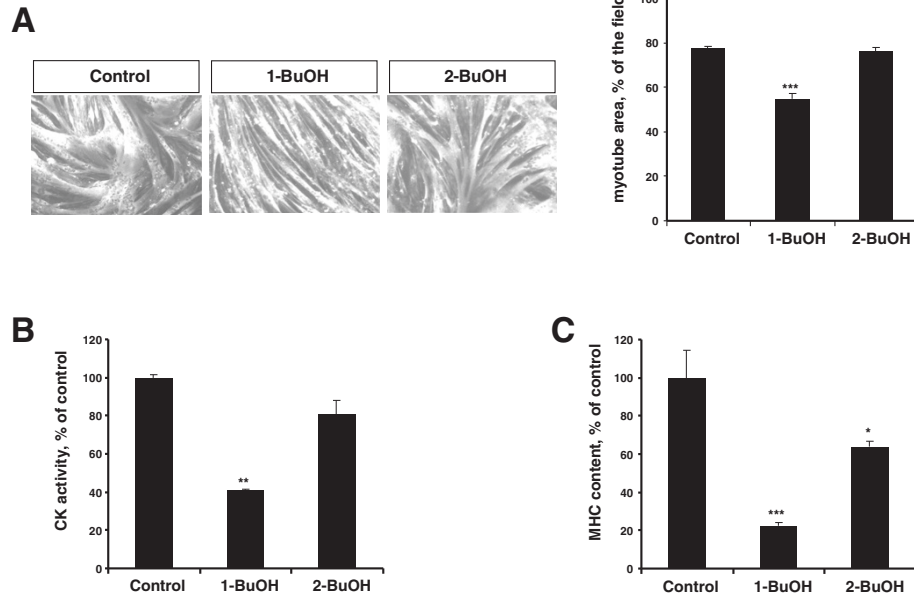 A
Control
1-BuOH
2-BuOH
myotube area, % of the field
100
80
60
40
20
0
***
Control
1-BuOH
2-BuOH
B
CK activity, % of control
120
100
80
60
40
20
0
**
Control
1-BuOH
2-BuOH
C
MHC content, % of control
120
100
80
60
40
20
0
***
*
Control
1-BuOH
2-BuOH